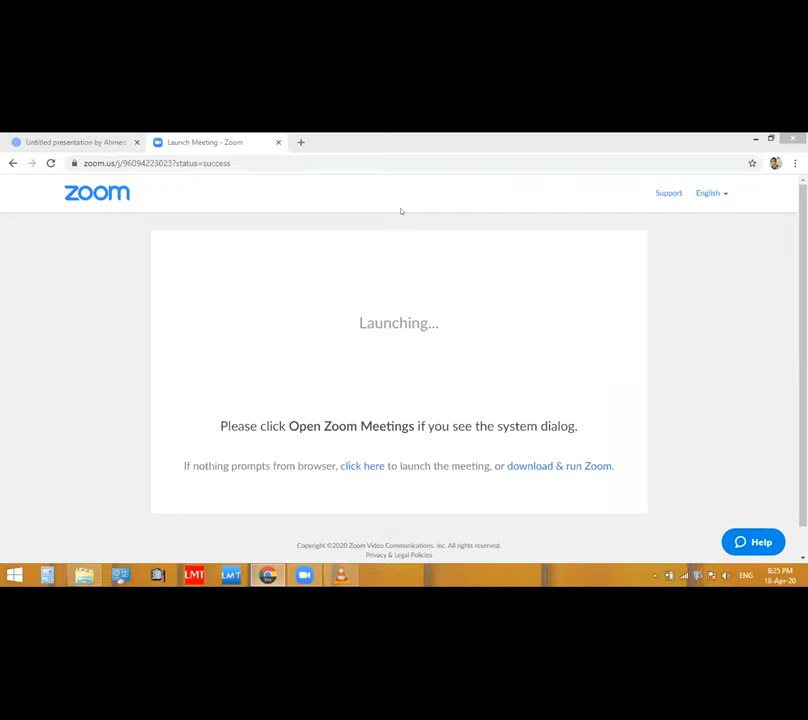 Untitled presentation by Ahmed
Launch Meeting - Zoom
zoom.us/j/96094223023?status=success
zoom
Support
English
Launching...
Please click Open Zoom Meetings if you see the system dialog.
If nothing prompts from browser, click here to launch the meeting, or download & run Zoom.
Copyright ©2020 Zoom Video Communications, Inc. All rights reserved.
Privacy & Legal Policies
Help
LMT
LMT
ENG
8:25 PM
18-Apr-20